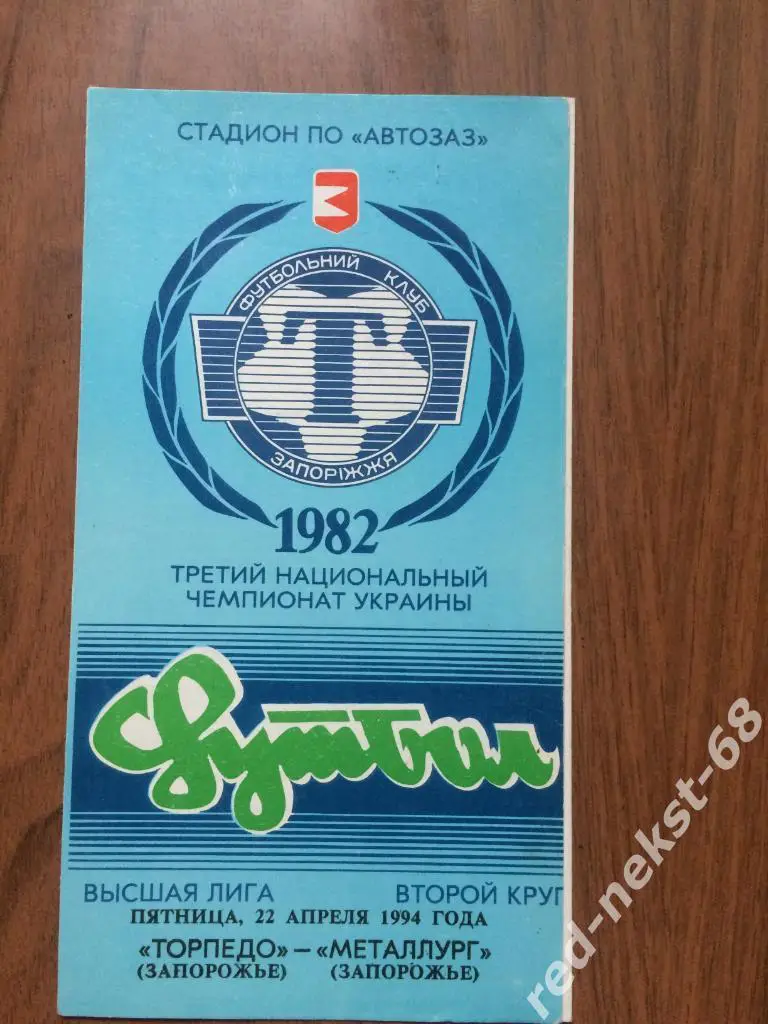 СТАДИОН ПО «АВТОЗАЗ»
ФУТБОЛЬНИЙ КЛУБ
Т
ЗАПОРІЖЖЯ
1982
ТРЕТИЙ НАЦИОНАЛЬНЫЙ
ЧЕМПИОНАТ УКРАИНЫ
Футбол
ВЫСШАЯ ЛИГА ВТОРОЙ КРУГ
ПЯТНИЦА, 22 АПРЕЛЯ 1994 ГОДА
«ТОРПЕДО» — «МЕТАЛЛУРГ»
(ЗАПОРОЖЬЕ) (ЗАПОРОЖЬЕ)
red-nekst-68